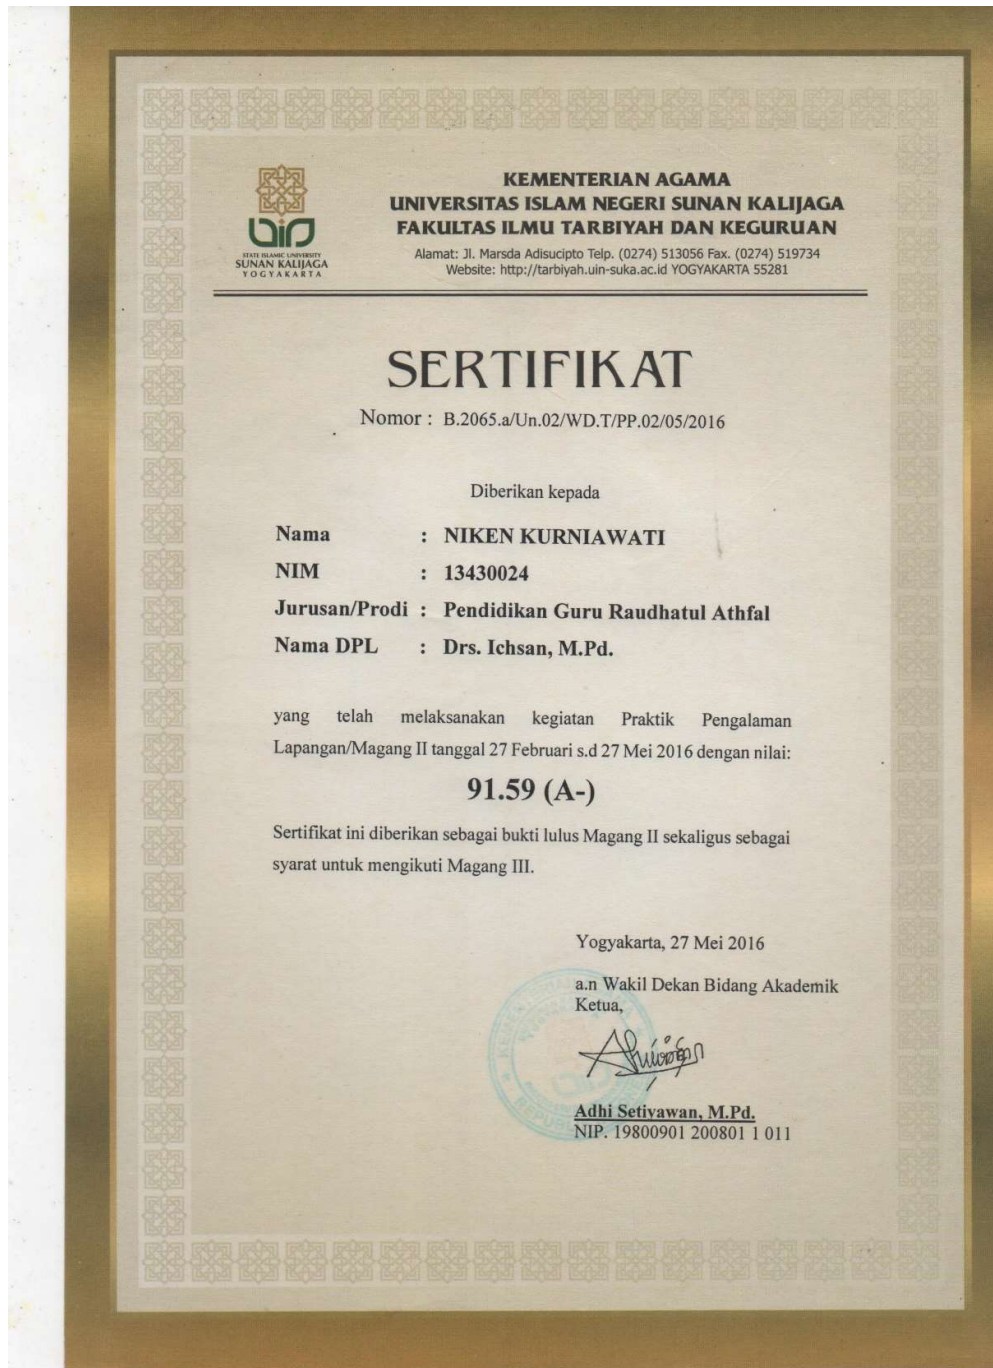 KEMENTERIAN AGAMA
UNIVERSITAS ISLAM NEGERI SUNAN KALIJAGA
FAKULTAS ILMU TARBIYAH DAN KEGURUAN
Alamat: Jl. Marsda Adisucipto Telp. (0274) 513056 Fax. (0274) 519734
Website: http://tarbiyah.uin-suka.ac.id YOGYAKARTA 55281
UIN
STATE ISLAMIC UNIVERSITY
SUNAN KALIJAGA
YOGYAKARTA
SERTIFIKAT
Nomor : B.2065.a/Un.02/WD.T/PP.02/05/2016
Diberikan kepada
Nama : NIKEN KURNIAWATI
NIM : 13430024
Jurusan/Prodi : Pendidikan Guru Raudhatul Athfal
Nama DPL : Drs. Ichsan, M.Pd.
yang telah melaksanakan kegiatan Praktik Pengalaman
Lapangan/Magang II tanggal 27 Februari s.d 27 Mei 2016 dengan nilai:
91.59 (A-)
Sertifikat ini diberikan sebagai bukti lulus Magang II sekaligus sebagai
syarat untuk mengikuti Magang III.
Yogyakarta, 27 Mei 2016
a.n Wakil Dekan Bidang Akademik
Ketua,
Adhi Setiyawan, M.Pd.
NIP. 19800901 200801 1 011